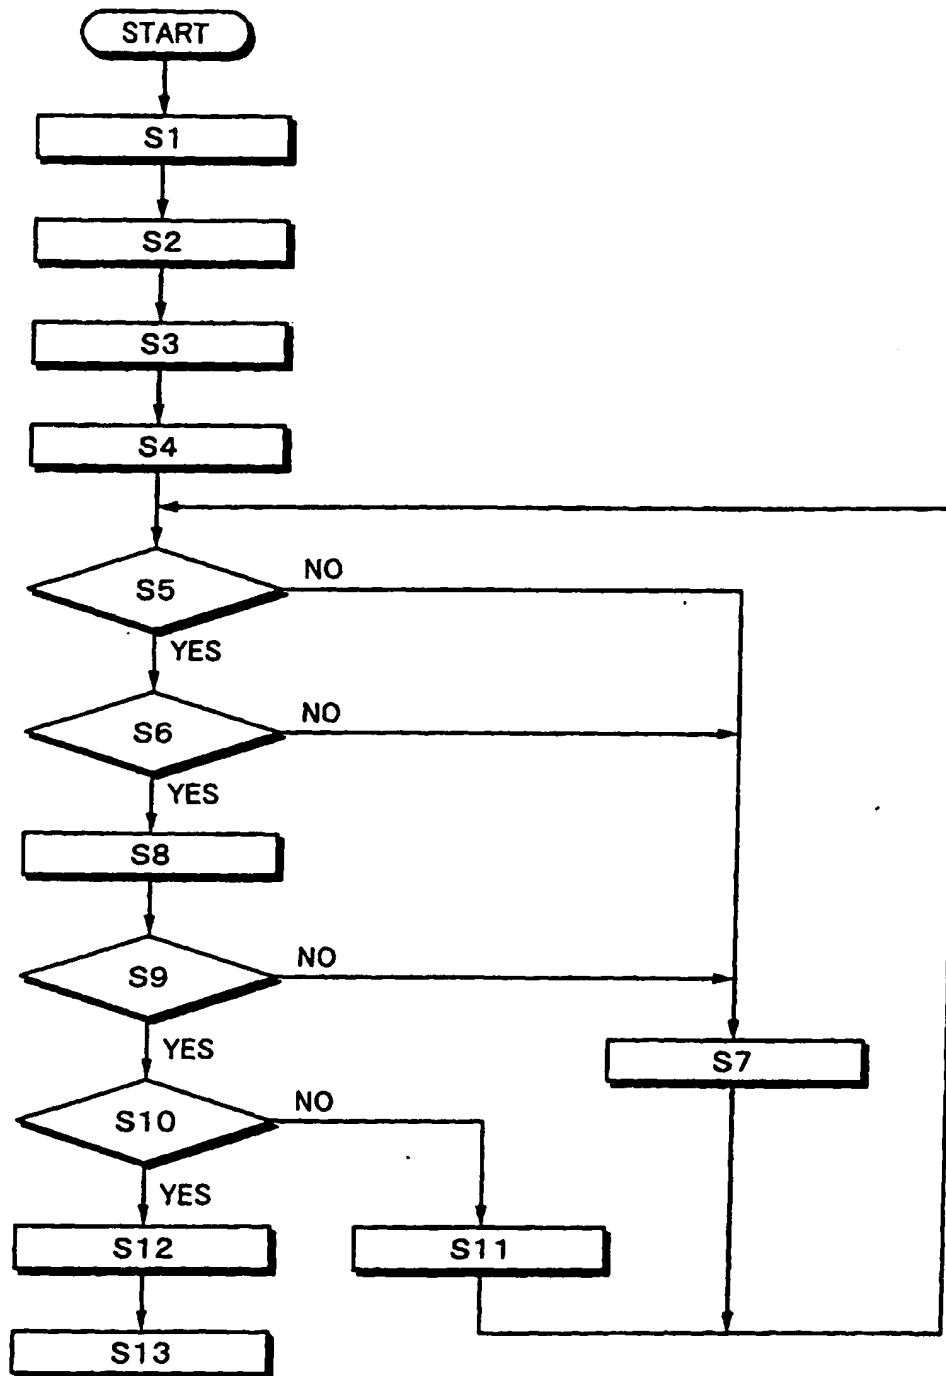 START
S1
S2
S3
S4
S5
NO
YES
S6
NO
YES
S8
S9
NO
YES
S7
S10
NO
YES
S12
S11
S13